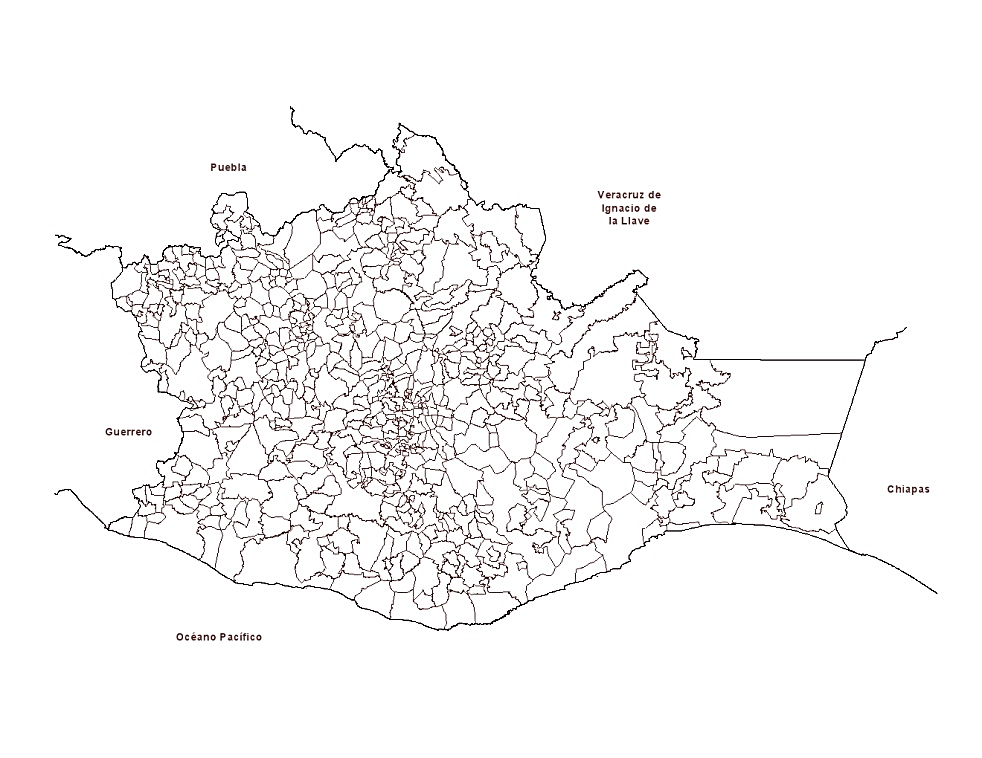 Puebla
Veracruz de
Ignacio de
la Llave
Guerrero
Chiapas
Océano Pacífico